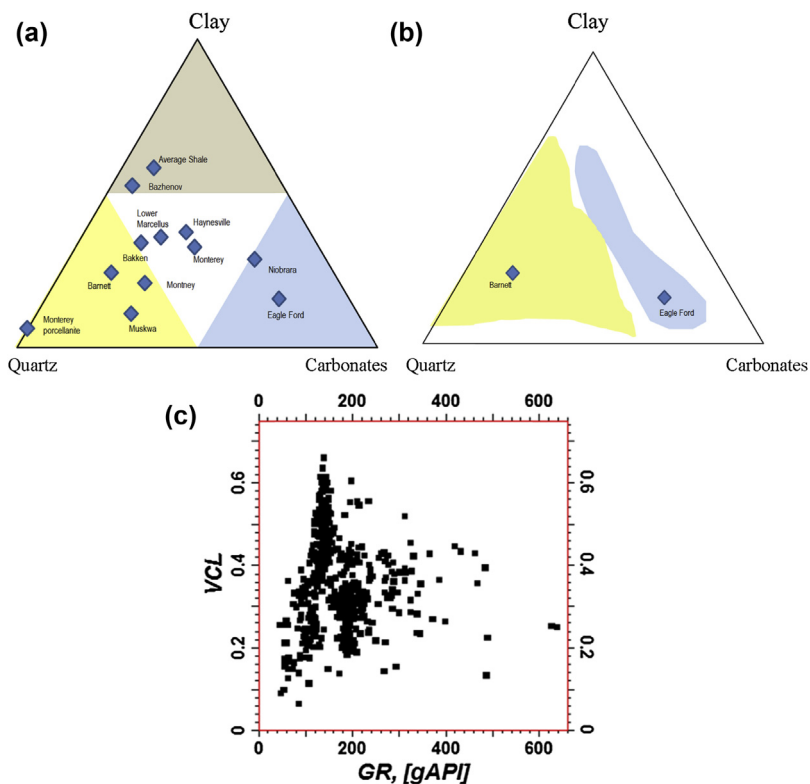 (a)
Clay
Average Shale
Bazhenov
Lower
Marcellus
Haynesville
Bakken
Monterey
Nobrara
Barnett
Montney
Eagle Ford
Monterey
porcellante
Muskwa
Quartz
Carbonates
(b)
Clay
Barnett
Eagle Ford
Quartz
Carbonates
(c)
0 200 400 600
0.6 0.6
0.4 0.4
VCL
0.2 0.2
0 0
0 200 400 600
GR, [gAPI]